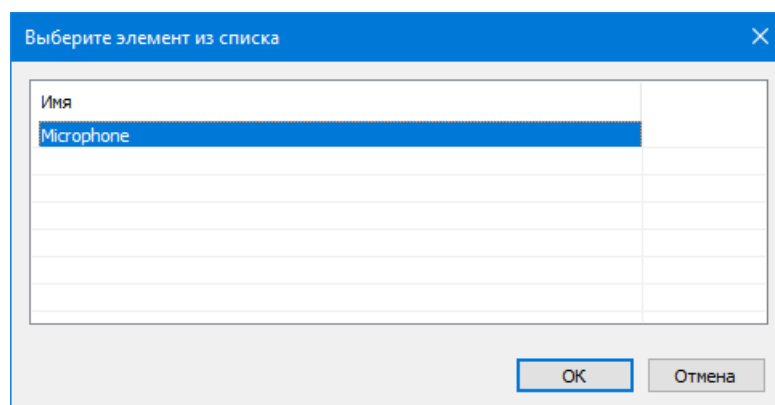 Выберите элемент из списка
Имя
Microphone
OK
Отмена